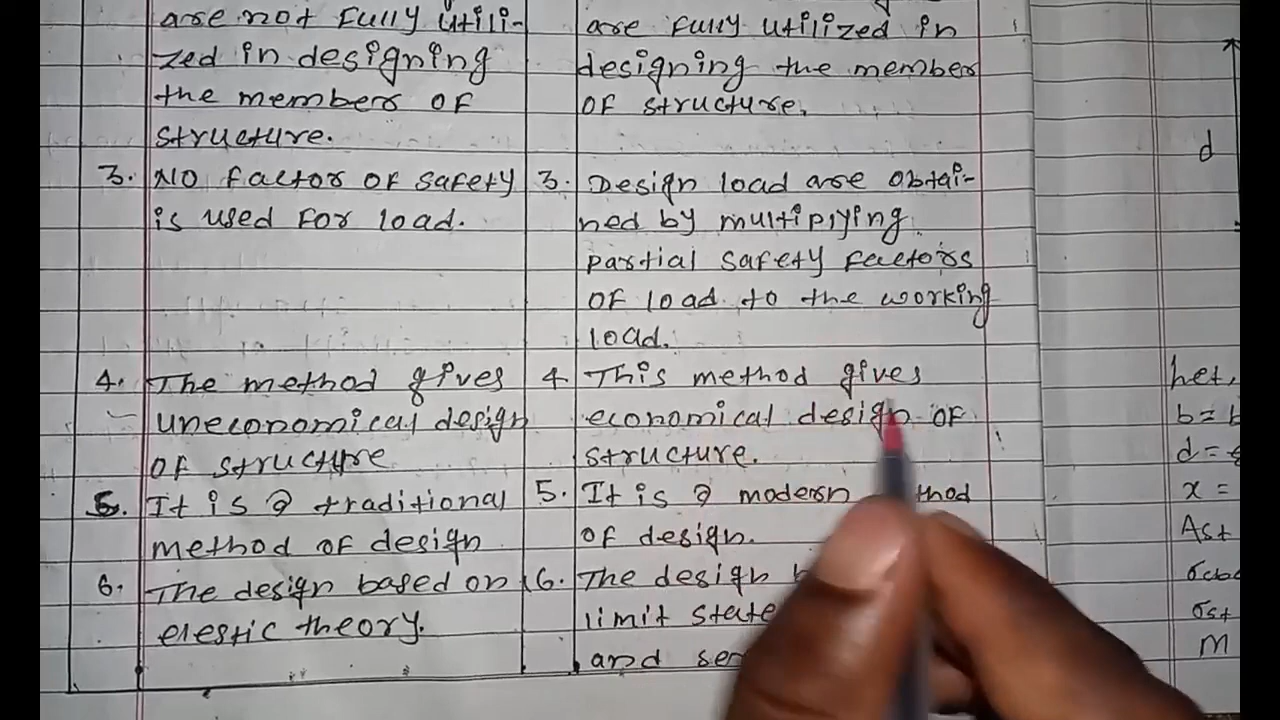 are not fully utili-
zed in designing
the members of
structure.
3. No factor of safety
is used for load.
4. The method gives
uneconomical design
of structure
5. It is a traditional
method of design
6. The design based on
elestic theory.
are fully utilized in
designing the member
of structure.
3. Design load are obtai-
ned by multiplying
partial safety factors
of load to the working
load.
4. This method gives
economical design of
structure.
5. It is a modern
of design.
6. The design
limit state
and
d
het,
d =
x =
Ast
M